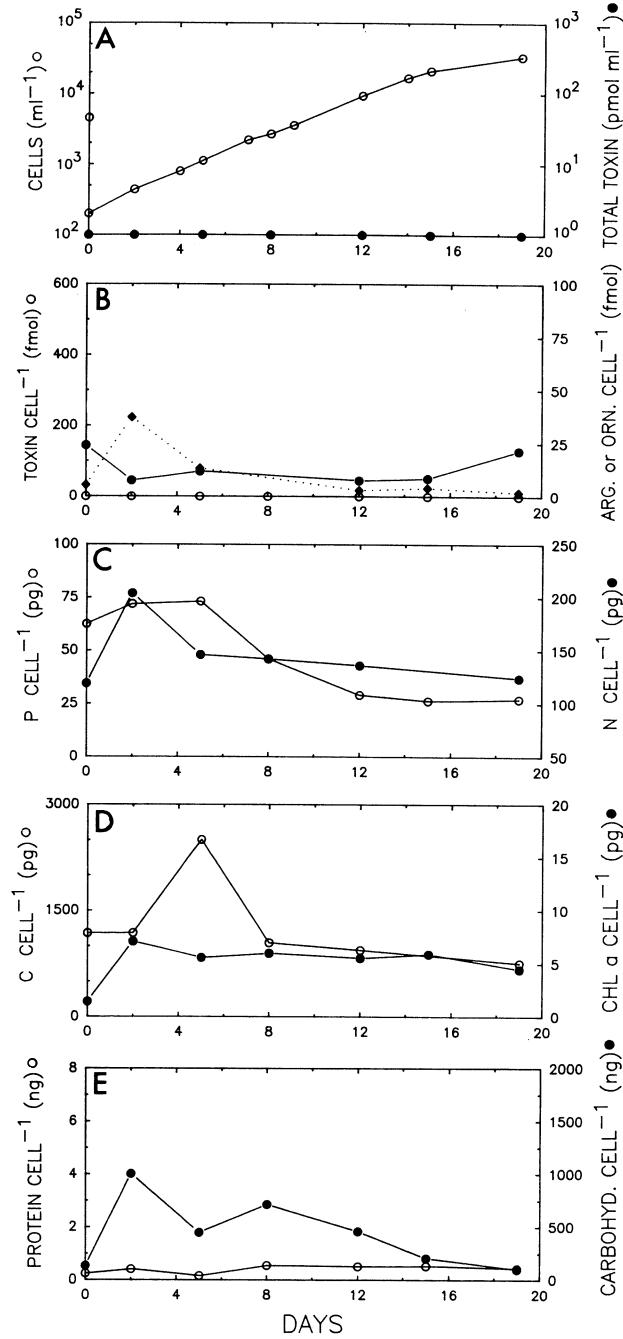 A
CELLS (ml⁻¹)○
10⁵
10⁴
10³
10²
10³
10²
10¹
10⁰
TOTAL TOXIN (pmol ml⁻¹)●
0 4 8 12 16 20
B
TOXIN CELL⁻¹ (fmol)○
600
400
200
0
100
75
50
25
0
ARG. or ORN. CELL⁻¹ (fmol)
0 4 8 12 16 20
C
P CELL⁻¹ (pg)○
100
75
50
25
0
250
200
150
100
50
N CELL⁻¹ (pg)●
0 4 8 12 16 20
D
C CELL⁻¹ (pg)○
3000
1500
0
20
15
10
5
0
CHL a CELL⁻¹ (pg)●
0 4 8 12 16 20
E
PROTEIN CELL⁻¹ (ng)○
8
6
4
2
0
2000
1500
1000
500
0
CARBOHYD. CELL⁻¹ (ng)●
0 4 8 12 16 20
DAYS